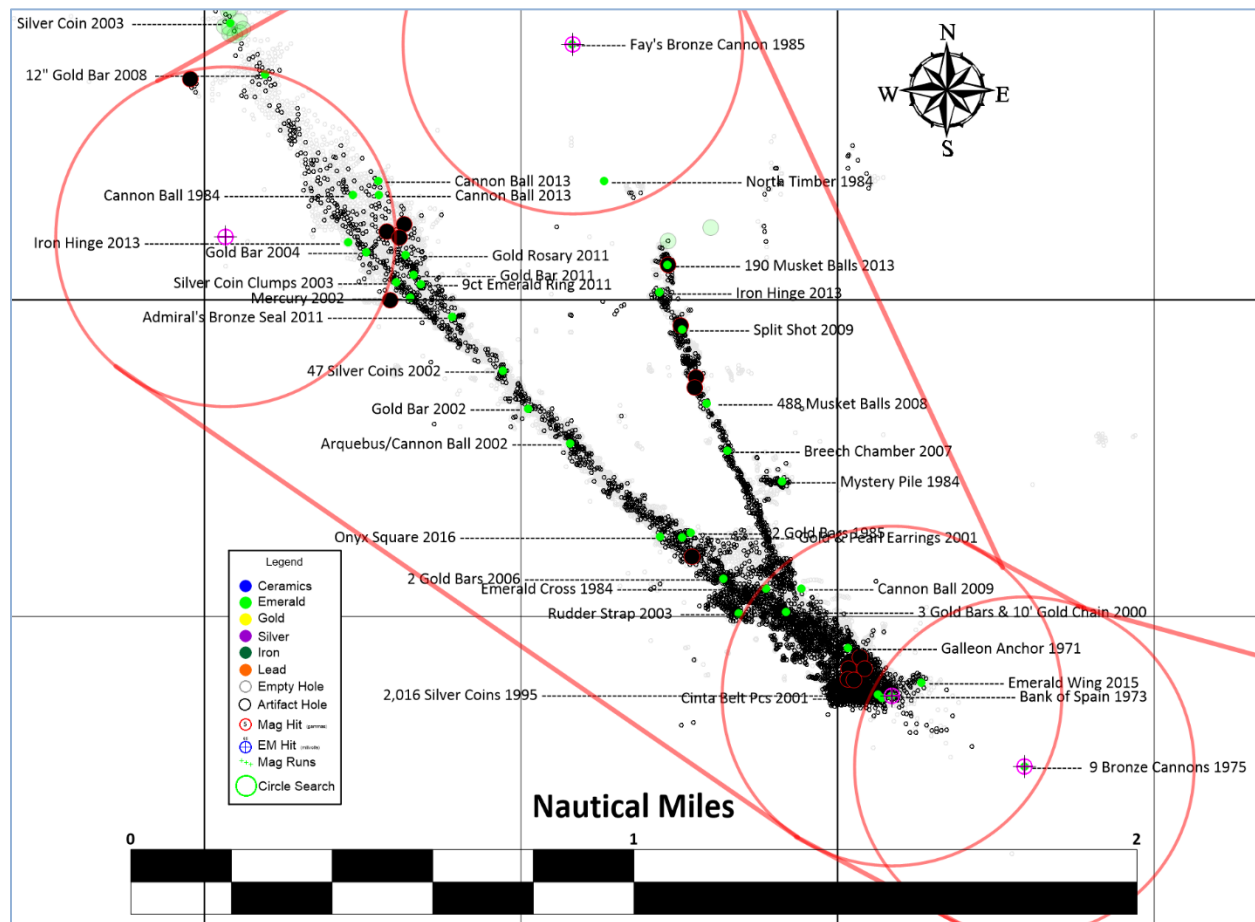 Silver Coin 2003
Fay's Bronze Cannon 1985
N
12" Gold Bar 2008
W
E
S
Cannon Ball 2013
North Timber 1984
Cannon Ball 1984
Cannon Ball 2013
Iron Hinge 2013
Gold Bar 2004
Gold Rosary 2011
190 Musket Balls 2013
Gold Bar 2011
Silver Coin Clumps 2003
9ct Emerald Ring 2011
Iron Hinge 2013
Mercury 2002
Admiral's Bronze Seal 2011
Split Shot 2009
47 Silver Coins 2002
Gold Bar 2002
488 Musket Balls 2008
Arquebus/Cannon Ball 2002
Breech Chamber 2007
Mystery Pile 1984
Gold Bars 1985
Onyx Square 2016
Gold & Pearl Earrings 2001
2 Gold Bars 2006
Emerald Cross 1984
Cannon Ball 2009
Rudder Strap 2003
3 Gold Bars & 10' Gold Chain 2000
Galleon Anchor 1971
Emerald Wing 2015
2,016 Silver Coins 1995
Cinta Belt Pcs 2001
Bank of Spain 1973
9 Bronze Cannons 1975
Legend
Ceramics
Emerald
Gold
Silver
Iron
Lead
Empty Hole
Artifact Hole
Mag Hit
EM Hit
Mag Runs
Circle Search
Nautical Miles
0
1
2